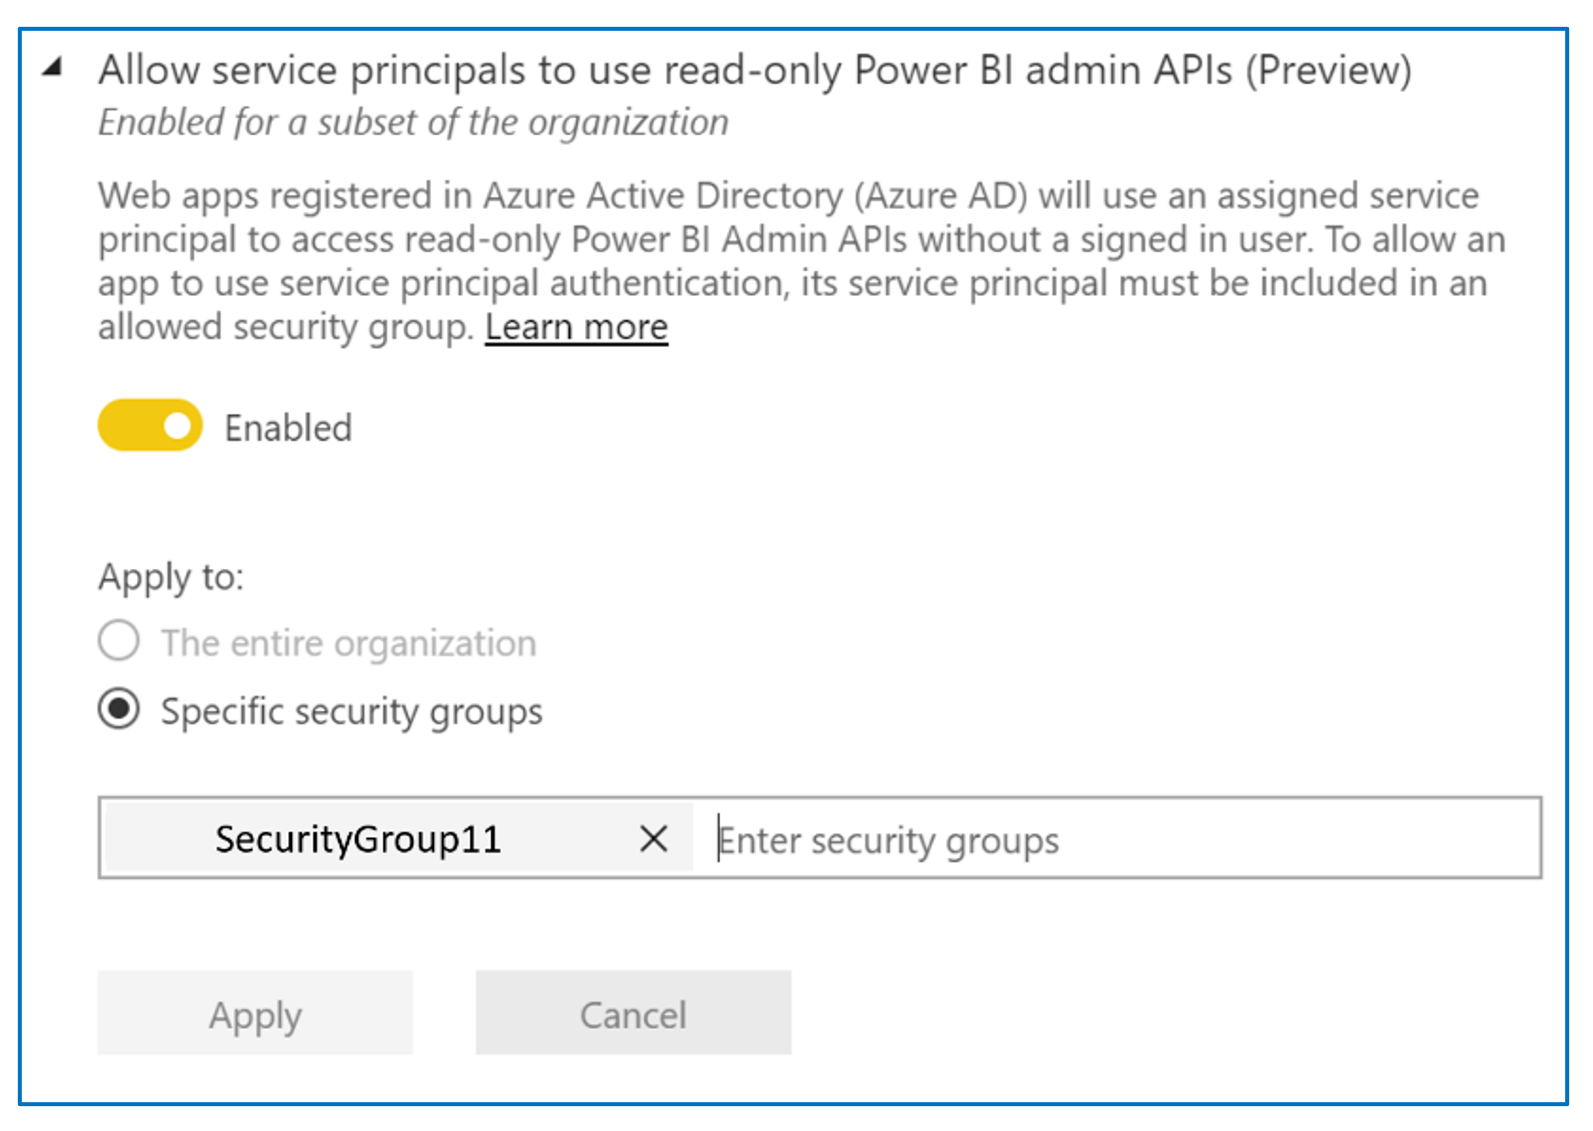 Allow service principals to use read-only Power BI admin APIs (Preview)
Enabled for a subset of the organization
Web apps registered in Azure Active Directory (Azure AD) will use an assigned service
principal to access read-only Power BI Admin APIs without a signed in user. To allow an
app to use service principal authentication, its service principal must be included in an
allowed security group. Learn more
Enabled
Apply to:
The entire organization
Specific security groups
SecurityGroup11 Enter security groups
Apply Cancel